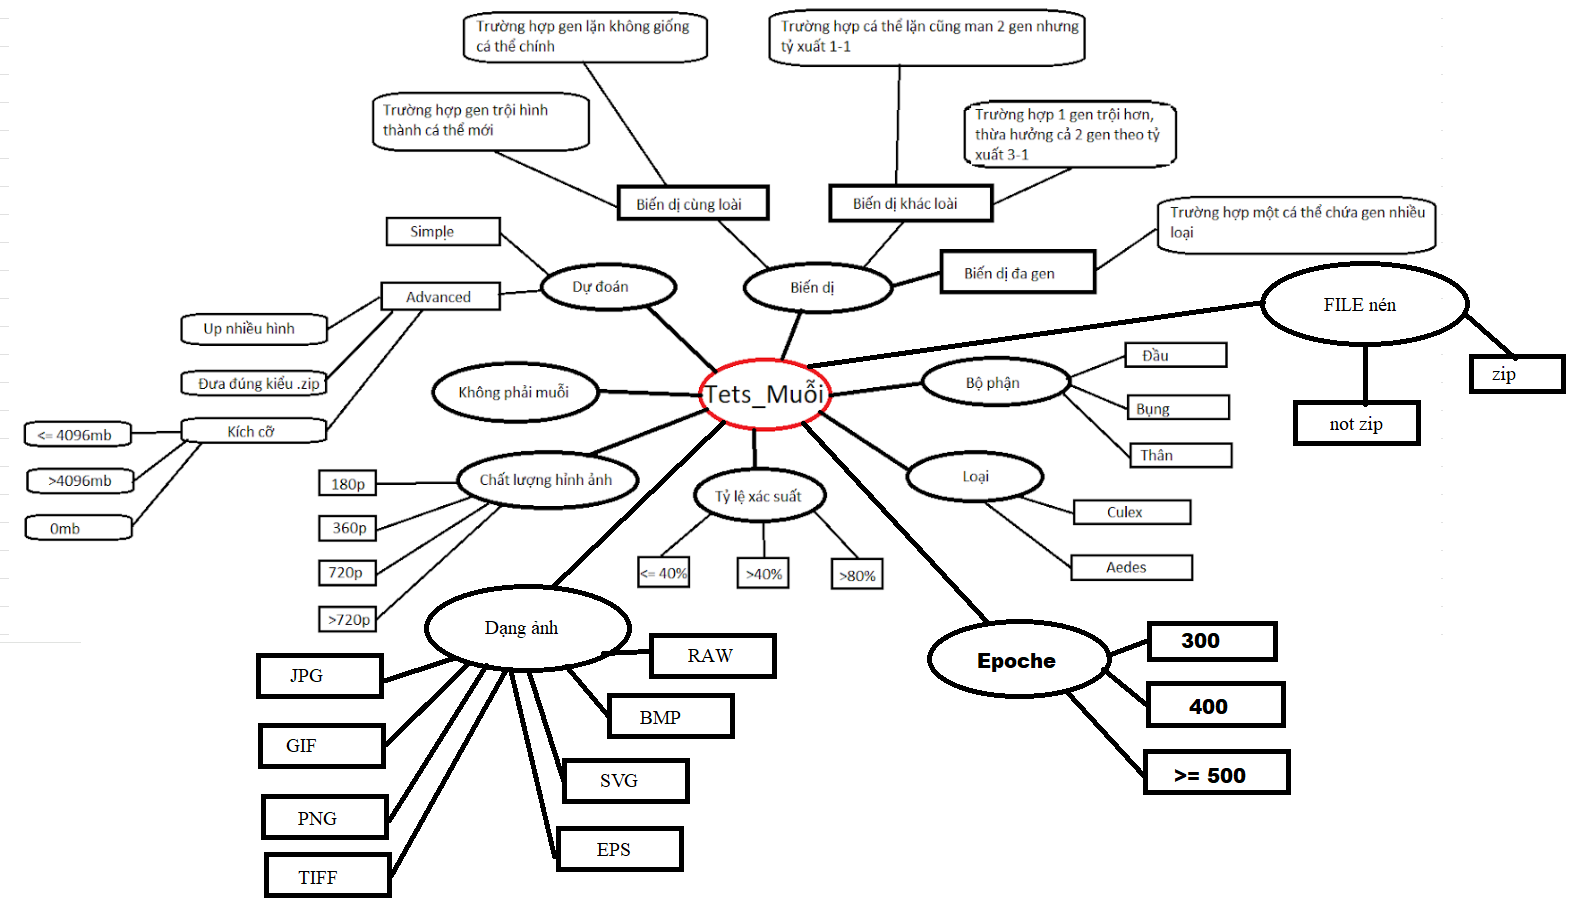 Trường hợp gen lặn không giống
cá thể chính
Trường hợp cá thể lặn cũng man 2 gen nhưng
tỷ xuất 1-1
Trường hợp gen trội hình
thành cá thể mới
Trường hợp 1 gen trội hơn,
thừa hưởng cả 2 gen theo tỷ
xuất 3-1
Biến dị cùng loài
Biến dị khác loài
Trường hợp một cá thể chứa gen nhiều
loại
Simple
Dự đoán
Biến dị
Biến dị đa gen
Advanced
FILE nén
Up nhiều hình
Đưa đúng kiểu .zip
Không phải muỗi
Tets_Muỗi
Bộ phận
Đầu
zip
Bụng
not zip
<= 4096mb
Kích cỡ
Thân
>4096mb
180p
Chất lượng hỉnh ảnh
Tỷ lệ xác suất
Loại
0mb
360p
Culex
720p
<= 40%
>40%
>80%
Aedes
>720p
Dạng ảnh
RAW
Epoche
300
JPG
BMP
400
GIF
SVG
>= 500
PNG
EPS
TIFF